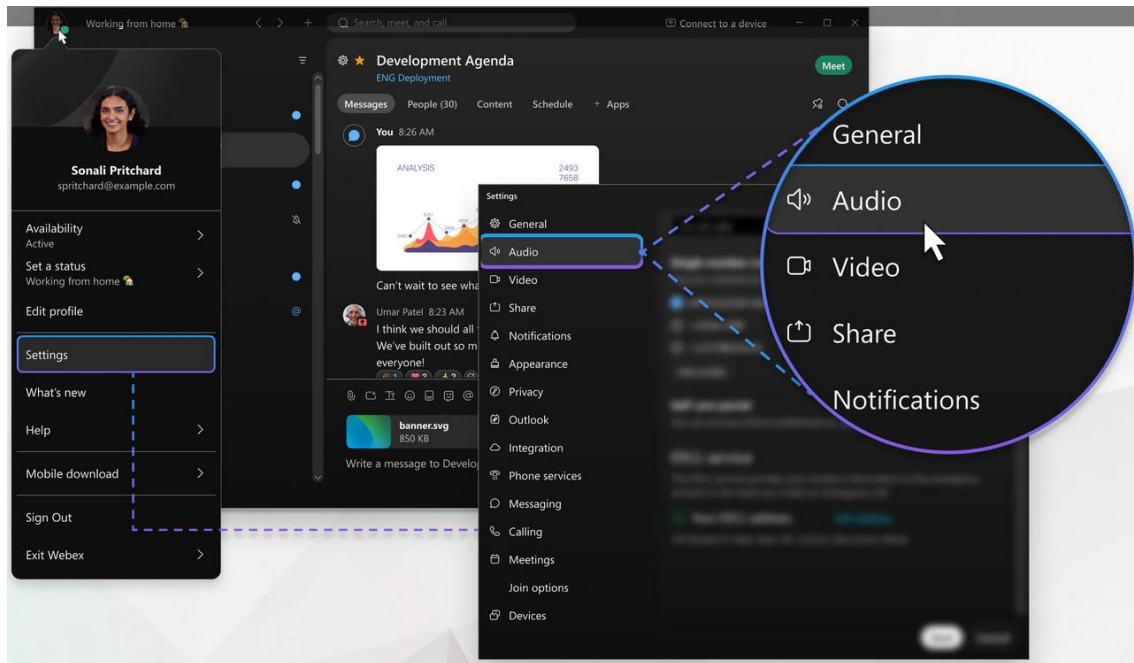 Working from home
Search, meet, and call
Connect to a device
Sonali Pritchard
spritchard@example.com
Availability
Active
Set a status
Working from home
Edit profile
Settings
What's new
Help
Mobile download
Sign Out
Exit Webex
Development Agenda
ENG Deployment
Meet
Messages
People (30)
Content
Schedule
+ Apps
You 8:26 AM
ANALYSIS
2493
7658
Can't wait to see wha
Umar Patel 8:23 AM
I think we should all
We've built out so m
everyone!
banner.svg
850 KB
Write a message to Develo
Settings
General
Audio
Video
Share
Notifications
Appearance
Privacy
Outlook
Integration
Phone services
Messaging
Calling
Meetings
Join options
Devices
General
Audio
Video
Share
Notifications